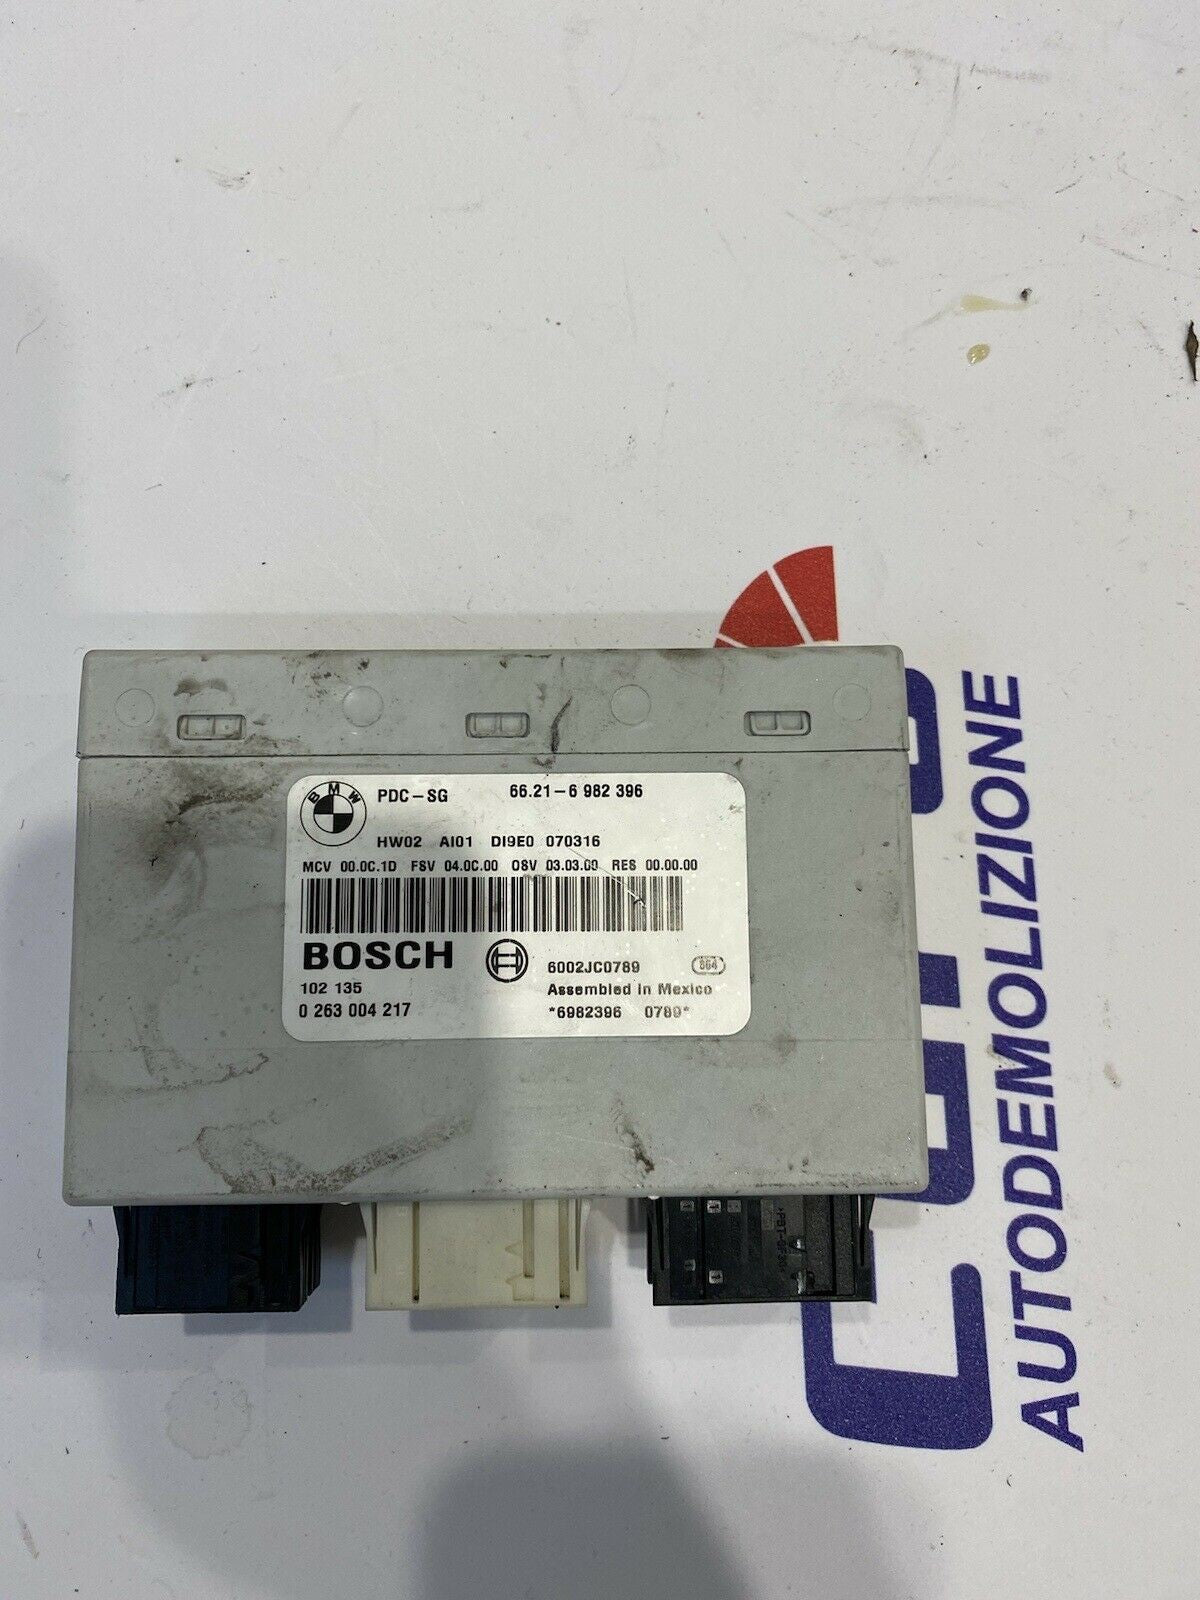 BMW PDC-SG 66.21-6 982 396
HW02 AI01 DI9E0 070316
MCV 00.0C.1D FSV 04.0C.00 OSV 03.03.00 RES 00.00.00
BOSCH 6002JC0789 364
102 135 Assembled in Mexico
0 263 004 217 *6982396 0789*
AUTODEMOLIZIONE